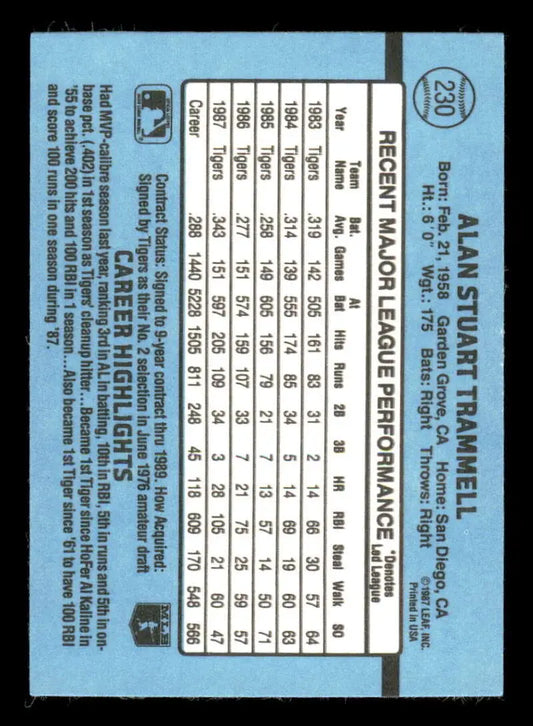 230
ALAN STUART TRAMMELL
Born: Feb. 21, 1958 Garden Grove, CA Home: San Diego, CA
Ht.: 6'0" Wgt.: 175 Bats: Right Throws: Right
©1987 LEAF, INC.
Printed in USA
RECENT MAJOR LEAGUE PERFORMANCE
*Denotes
Led League
Year Team Name Bat. Avg. Games At Bat Hits Runs 2B 3B HR RBI Steal Walk SO
1983 Tigers .319 142 505 161 83 31 2 14 66 30 57 64
1984 Tigers .314 139 555 174 85 34 5 14 69 19 60 63
1985 Tigers .258 149 605 156 79 21 7 13 57 14 50 71
1986 Tigers .277 151 574 159 107 33 7 21 75 25 59 57
1987 Tigers .343 151 597 205 109 34 3 28 105 21 60 47
Career .288 1440 5228 1505 811 248 45 118 609 170 548 566
Contract Status: Signed to 9-year contract thru 1989. How Acquired:
Signed by Tigers as their No. 2 selection in June 1976 amateur draft
MLB
CAREER HIGHLIGHTS
Had MVP-calibre season last year, ranking 3rd in AL in batting, 10th in RBI, 5th in runs and 5th in on-
base pct. (.402) in 1st season as Tigers' cleanup hitter...Became 1st Tiger since HoFer Al Kaline in
'55 to achieve 200 hits and 100 RBI in 1 season...Also became 1st Tiger since '61 to have 100 RBI
and score 100 runs in one season during '87.